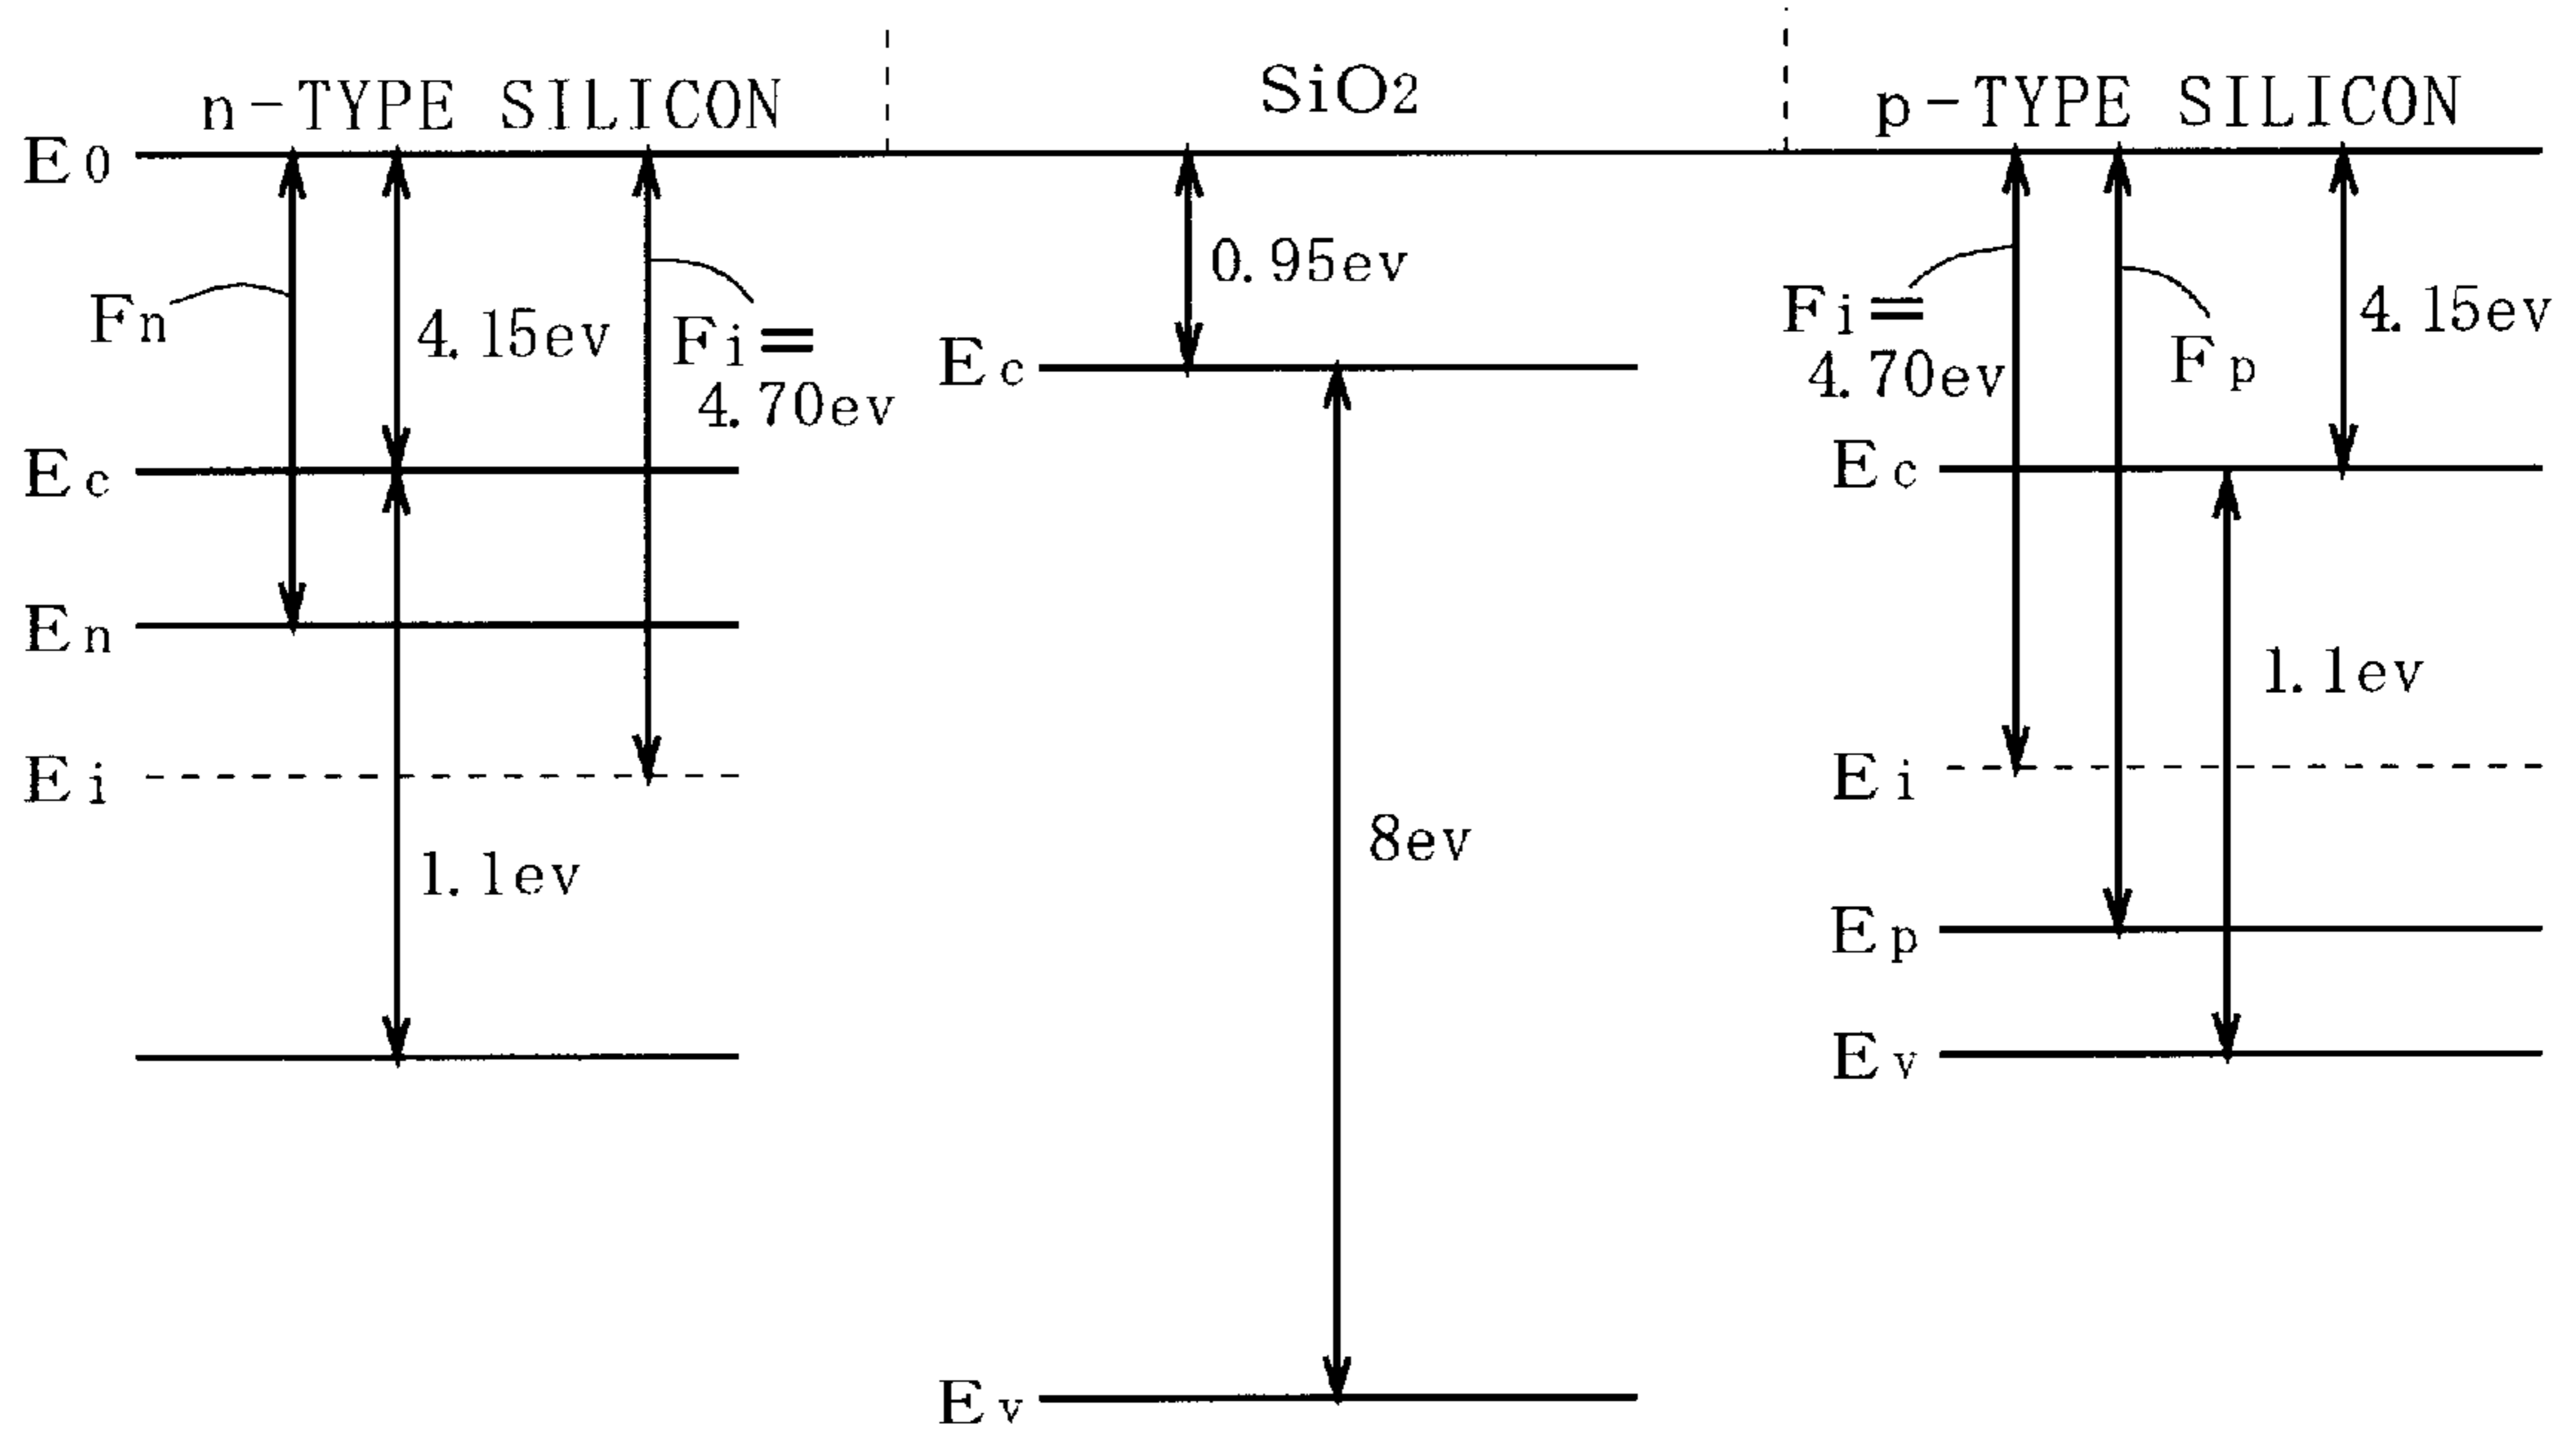 n-TYPE SILICON
SiO2
p-TYPE SILICON
E0
Fn
4.15ev
Fi=
4.70ev
Ec
En
Ei
1.1ev
0.95ev
Ec
8ev
Ev
Fi=
4.70ev
Fp
4.15ev
Ec
1.1ev
Ei
Ep
Ev